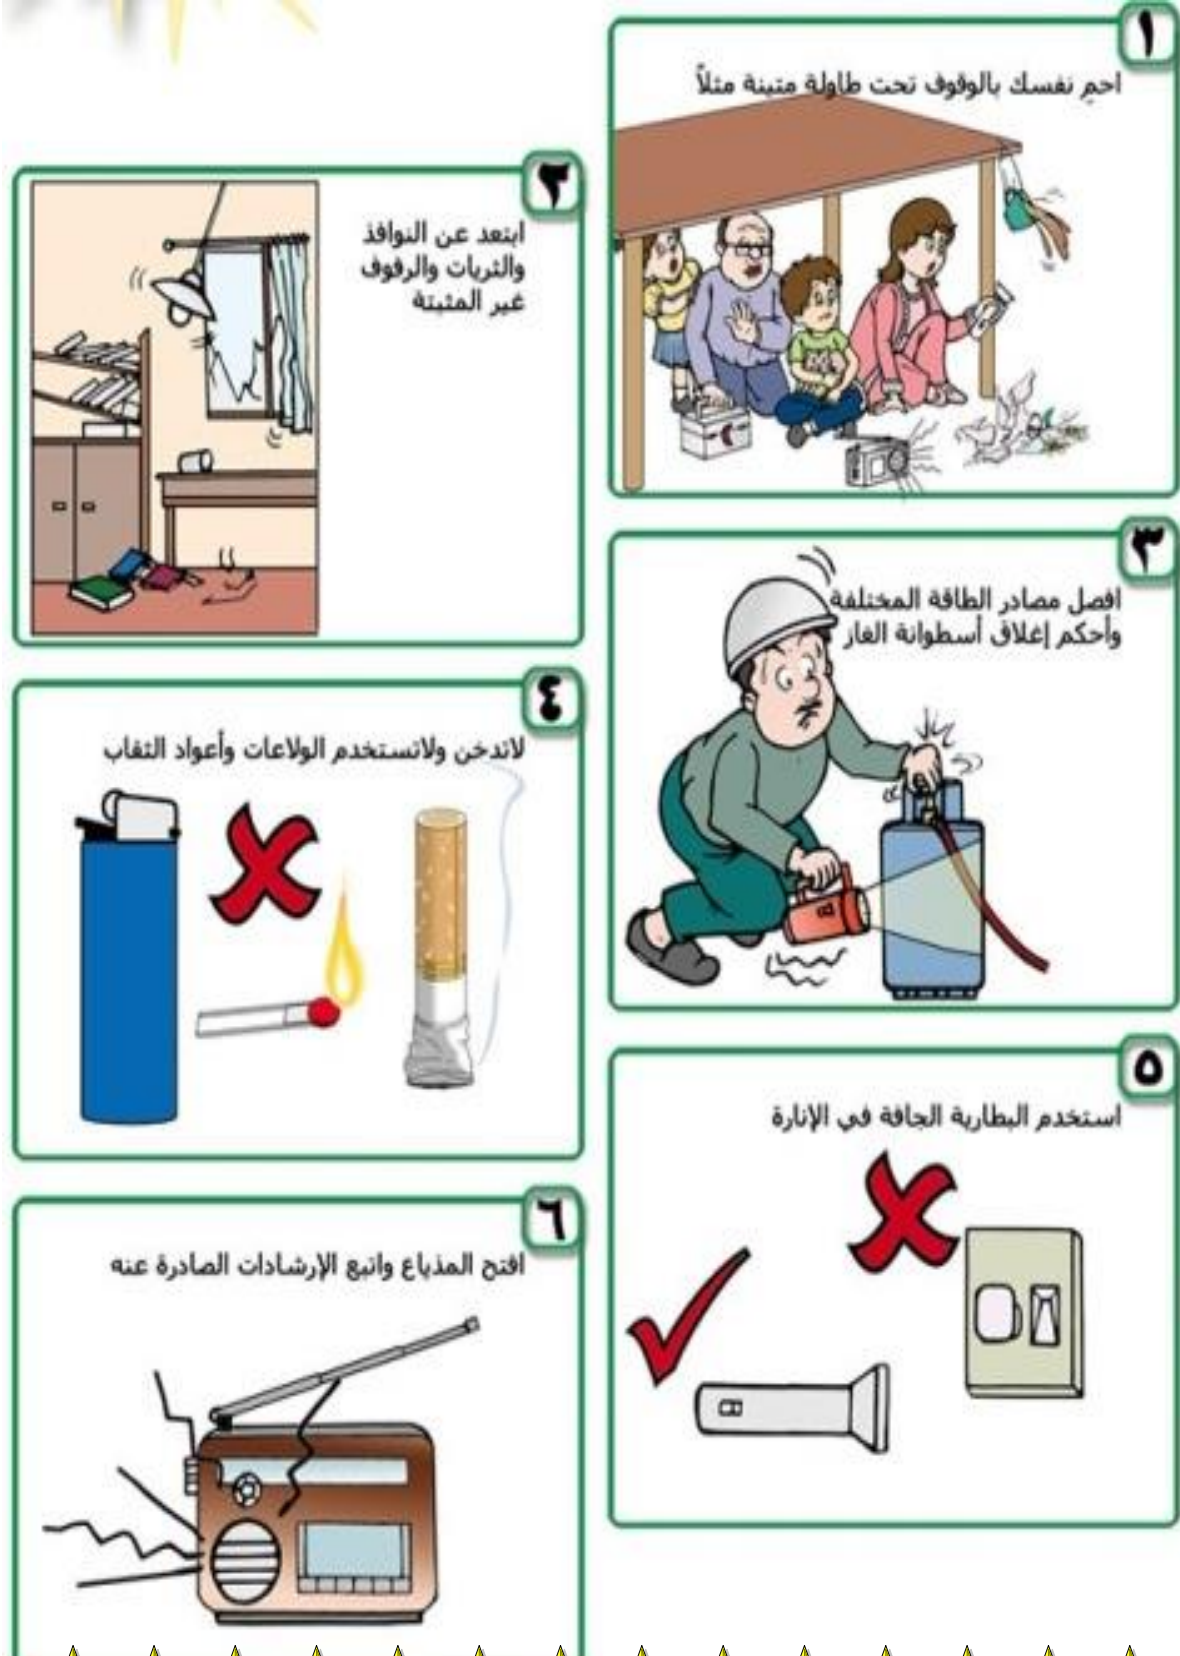 ١
احمِ نفسك بالوقوف تحت طاولة متينة مثلاً
٢
ابتعد عن النوافذ
والثريات والرفوف
غير المثبتة
٣
افصل مصادر الطاقة المختلفة
وأحكم إغلاق أسطوانة الغاز
٤
لاتدخن ولاتستخدم الولاعات وأعواد الثقاب
٥
استخدم البطارية الجافة في الإنارة
٦
افتح المذياع واتبع الإرشادات الصادرة عنه